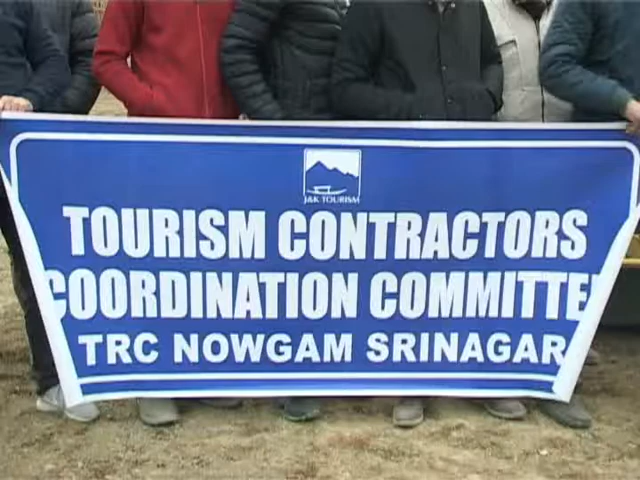 J&K TOURISM
TOURISM CONTRACTORS
COORDINATION COMMITTE
TRC NOWGAM SRINAGAR